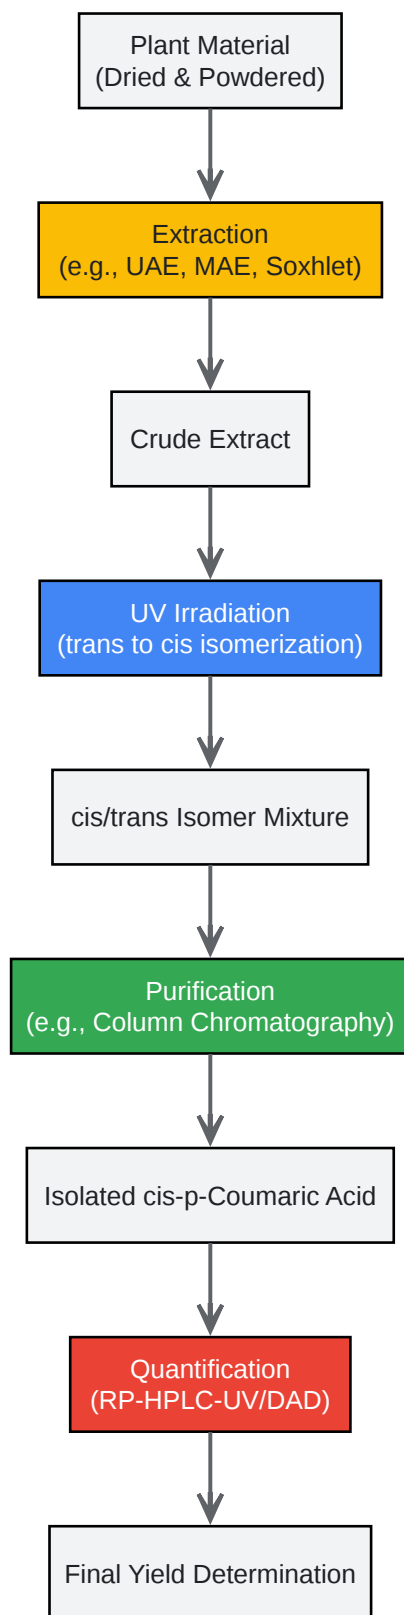 Plant Material
(Dried & Powdered)
Extraction
(e.g., UAE, MAE, Soxhlet)
Crude Extract
UV Irradiation
(trans to cis isomerization)
cis/trans Isomer Mixture
Purification
(e.g., Column Chromatography)
Isolated cis-p-Coumaric Acid
Quantification
(RP-HPLC-UV/DAD)
Final Yield Determination